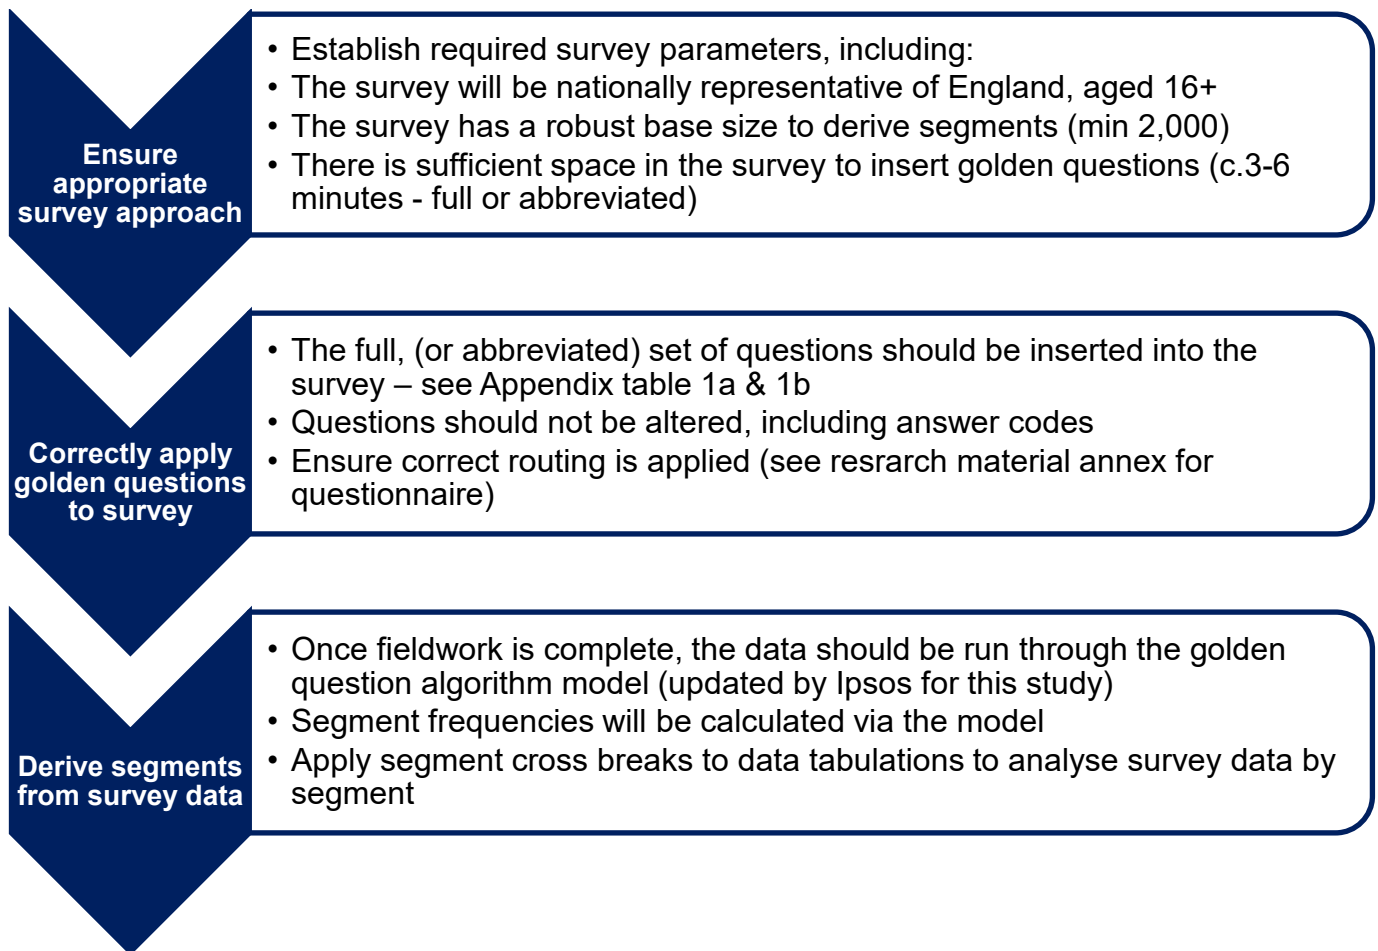 Ensure
appropriate
survey approach
• Establish required survey parameters, including:
• The survey will be nationally representative of England, aged 16+
• The survey has a robust base size to derive segments (min 2,000)
• There is sufficient space in the survey to insert golden questions (c.3-6
minutes - full or abbreviated)
Correctly apply
golden questions
to survey
• The full, (or abbreviated) set of questions should be inserted into the
survey – see Appendix table 1a & 1b
• Questions should not be altered, including answer codes
• Ensure correct routing is applied (see resrarch material annex for
questionnaire)
Derive segments
from survey data
• Once fieldwork is complete, the data should be run through the golden
question algorithm model (updated by Ipsos for this study)
• Segment frequencies will be calculated via the model
• Apply segment cross breaks to data tabulations to analyse survey data by
segment